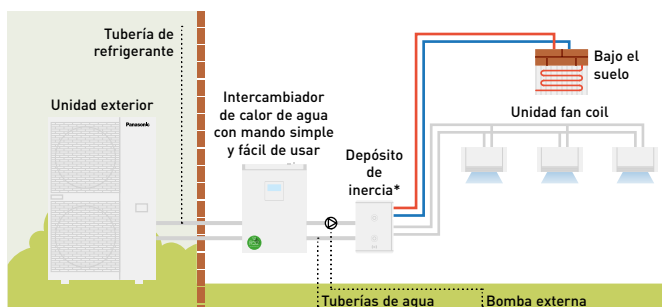 Tubería de
refrigerante
Unidad exterior
Panasonic
Intercambiador
de calor de agua
con mando simple
y fácil de usar
Depósito
de
inercia*
Bajo el
suelo
Unidad fan coil
Tuberías de agua
Bomba externa